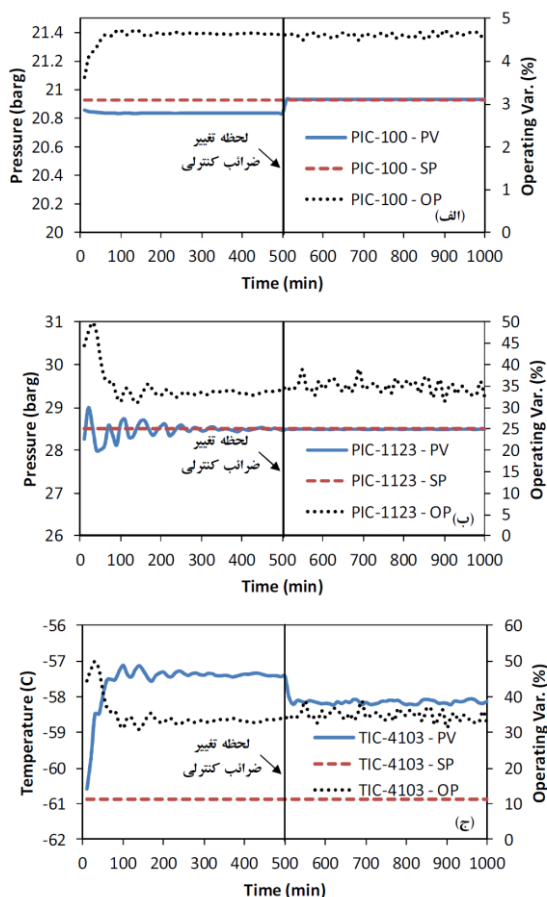 21.4
21.2
21
20.8
20.6
20.4
20.2
20
Pressure (barg)
5
4
3
2
1
0
Operating Var. (%)
لحظه تغییر
ضرائب کنترلی
PIC-100 - PV
PIC-100 - SP
PIC-100 - OP
(الف)
0 100 200 300 400 500 600 700 800 900 1000
Time (min)
31
30
29
28
27
26
Pressure (barg)
50
45
40
35
30
25
20
15
10
5
0
Operating Var. (%)
لحظه تغییر
ضرائب کنترلی
PIC-1123 - PV
PIC-1123 - SP
PIC-1123 - OP
(ب)
0 100 200 300 400 500 600 700 800 900 1000
Time (min)
-56
-57
-58
-59
-60
-61
-62
Temperature (C)
60
50
40
30
20
10
0
Operating Var. (%)
لحظه تغییر
ضرائب کنترلی
TIC-4103 - PV
TIC-4103 - SP
TIC-4103 - OP
(ج)
0 100 200 300 400 500 600 700 800 900 1000
Time (min)